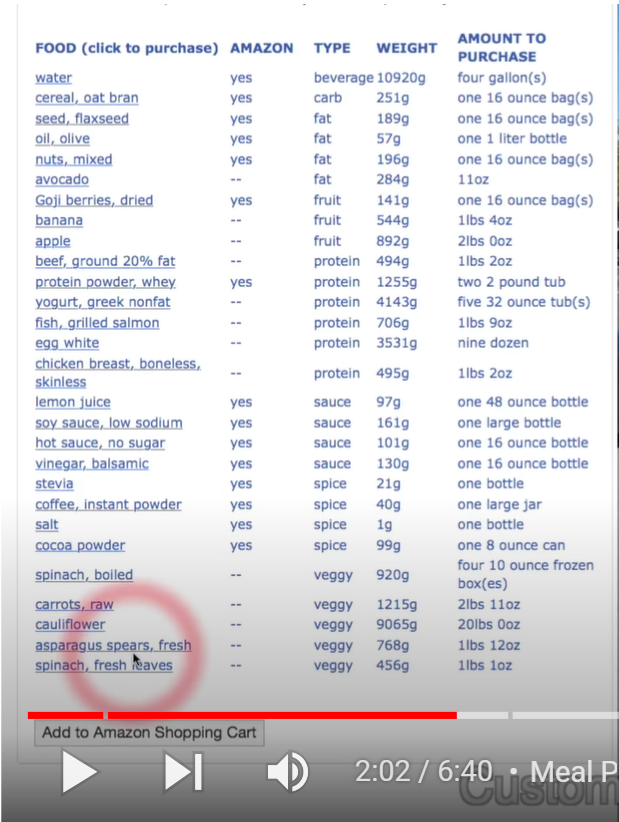 AMOUNT TO
FOOD (click to purchase) AMAZON TYPE WEIGHT PURCHASE
water yes beverage 10920g four gallon(s)
cereal, oat bran yes carb 251g one 16 ounce bag(s)
seed, flaxseed yes fat 189g one 16 ounce bag(s)
oil, olive yes fat 57g one 1 liter bottle
nuts, mixed yes fat 196g one 16 ounce bag(s)
avocado -- fat 284g 11oz
Goji berries, dried yes fruit 141g one 16 ounce bag(s)
banana -- fruit 544g 1lbs 4oz
apple -- fruit 892g 2lbs 0oz
beef, ground 20% fat -- protein 494g 1lbs 2oz
protein powder, whey yes protein 1255g two 2 pound tub
yogurt, greek nonfat -- protein 4143g five 32 ounce tub(s)
fish, grilled salmon -- protein 706g 1lbs 9oz
egg white -- protein 3531g nine dozen
chicken breast, boneless,
skinless -- protein 495g 1lbs 2oz
lemon juice yes sauce 97g one 48 ounce bottle
soy sauce, low sodium yes sauce 161g one large bottle
hot sauce, no sugar yes sauce 101g one 16 ounce bottle
vinegar, balsamic yes sauce 130g one 16 ounce bottle
stevia yes spice 21g one bottle
coffee, instant powder yes spice 40g one large jar
salt yes spice 1g one bottle
cocoa powder yes spice 99g one 8 ounce can
spinach, boiled -- veggy 920g four 10 ounce frozen
box(es)
carrots, raw -- veggy 1215g 2lbs 11oz
cauliflower -- veggy 9065g 20lbs 0oz
asparagus spears, fresh -- veggy 768g 1lbs 12oz
spinach, fresh leaves -- veggy 456g 1lbs 1oz
Add to Amazon Shopping Cart
2:02 / 6:40 • Meal P
Custom